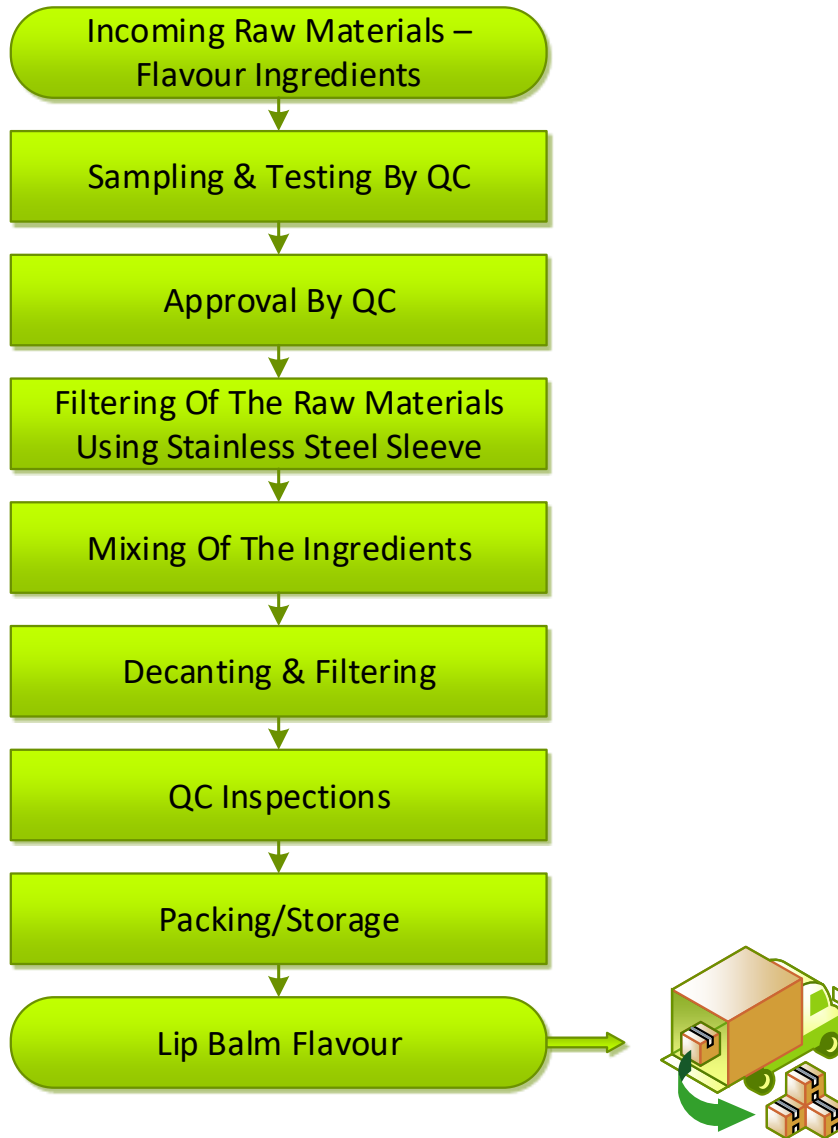 Incoming Raw Materials –
Flavour Ingredients
Sampling & Testing By QC
Approval By QC
Filtering Of The Raw Materials
Using Stainless Steel Sleeve
Mixing Of The Ingredients
Decanting & Filtering
QC Inspections
Packing/Storage
Lip Balm Flavour